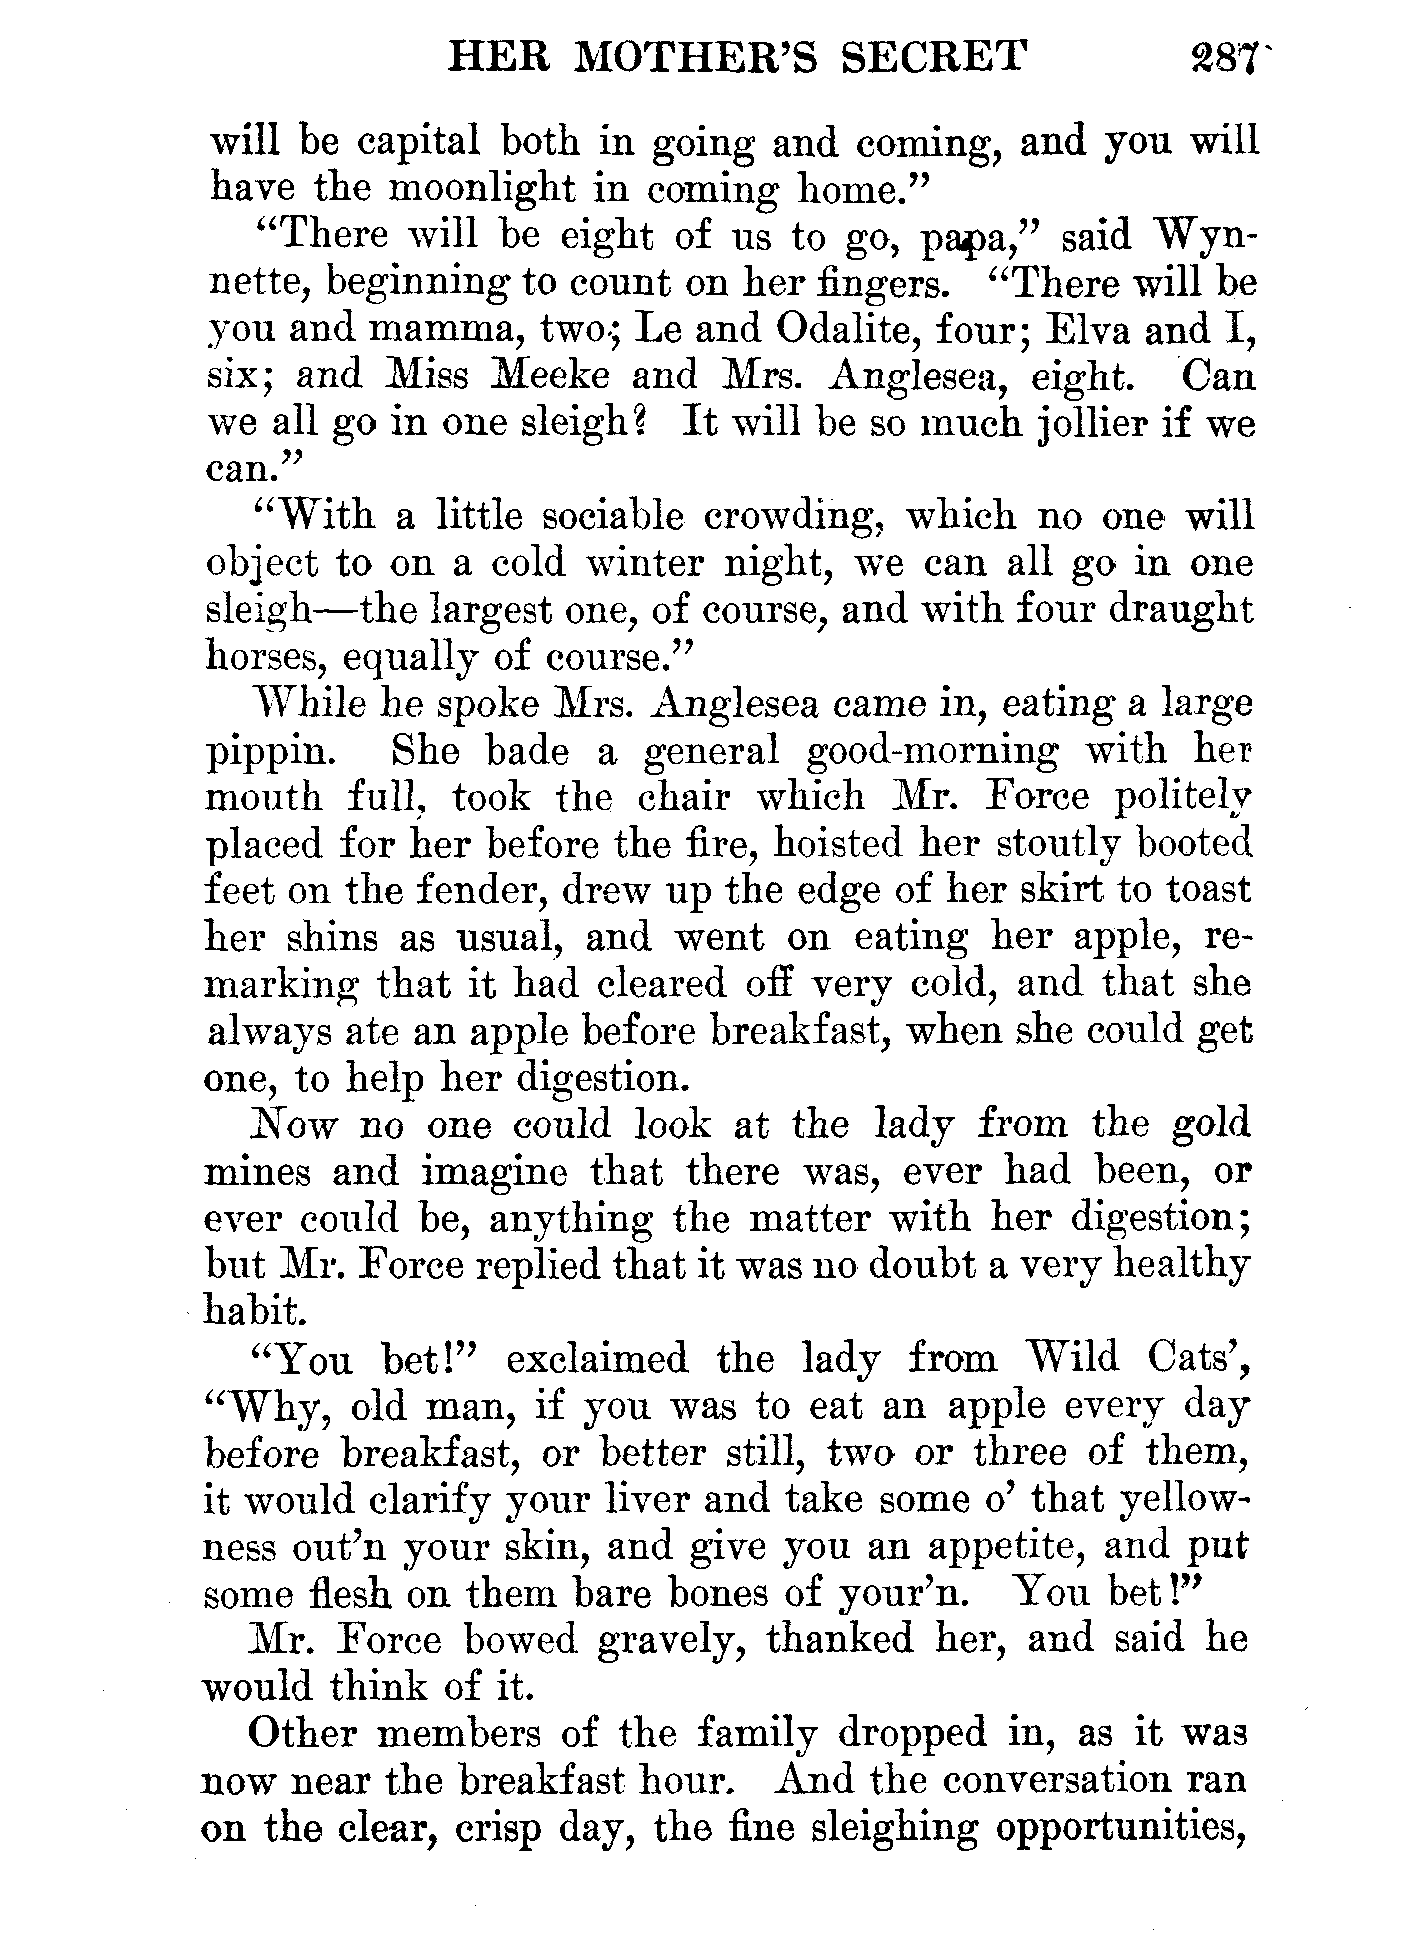 HER MOTHER'S SECRET 287
will be capital both in going and coming, and you will
have the moonlight in coming home."
"There will be eight of us to go, papa," said Wyn-
nette, beginning to count on her fingers. "There will be
you and mamma, two; Le and Odalite, four; Elva and I,
six; and Miss Meeke and Mrs. Anglesea, eight. Can
we all go in one sleigh? It will be so much jollier if we
can."
"With a little sociable crowding, which no one will
object to on a cold winter night, we can all go in one
sleigh—the largest one, of course, and with four draught
horses, equally of course."
While he spoke Mrs. Anglesea came in, eating a large
pippin. She bade a general good-morning with her
mouth full, took the chair which Mr. Force politely
placed for her before the fire, hoisted her stoutly booted
feet on the fender, drew up the edge of her skirt to toast
her shins as usual, and went on eating her apple, re-
marking that it had cleared off very cold, and that she
always ate an apple before breakfast, when she could get
one, to help her digestion.
Now no one could look at the lady from the gold
mines and imagine that there was, ever had been, or
ever could be, anything the matter with her digestion;
but Mr. Force replied that it was no doubt a very healthy
habit.
"You bet!" exclaimed the lady from Wild Cats',
"Why, old man, if you was to eat an apple every day
before breakfast, or better still, two or three of them,
it would clarify your liver and take some o' that yellow-
ness out'n your skin, and give you an appetite, and put
some flesh on them bare bones of your'n. You bet!"
Mr. Force bowed gravely, thanked her, and said he
would think of it.
Other members of the family dropped in, as it was
now near the breakfast hour. And the conversation ran
on the clear, crisp day, the fine sleighing opportunities,